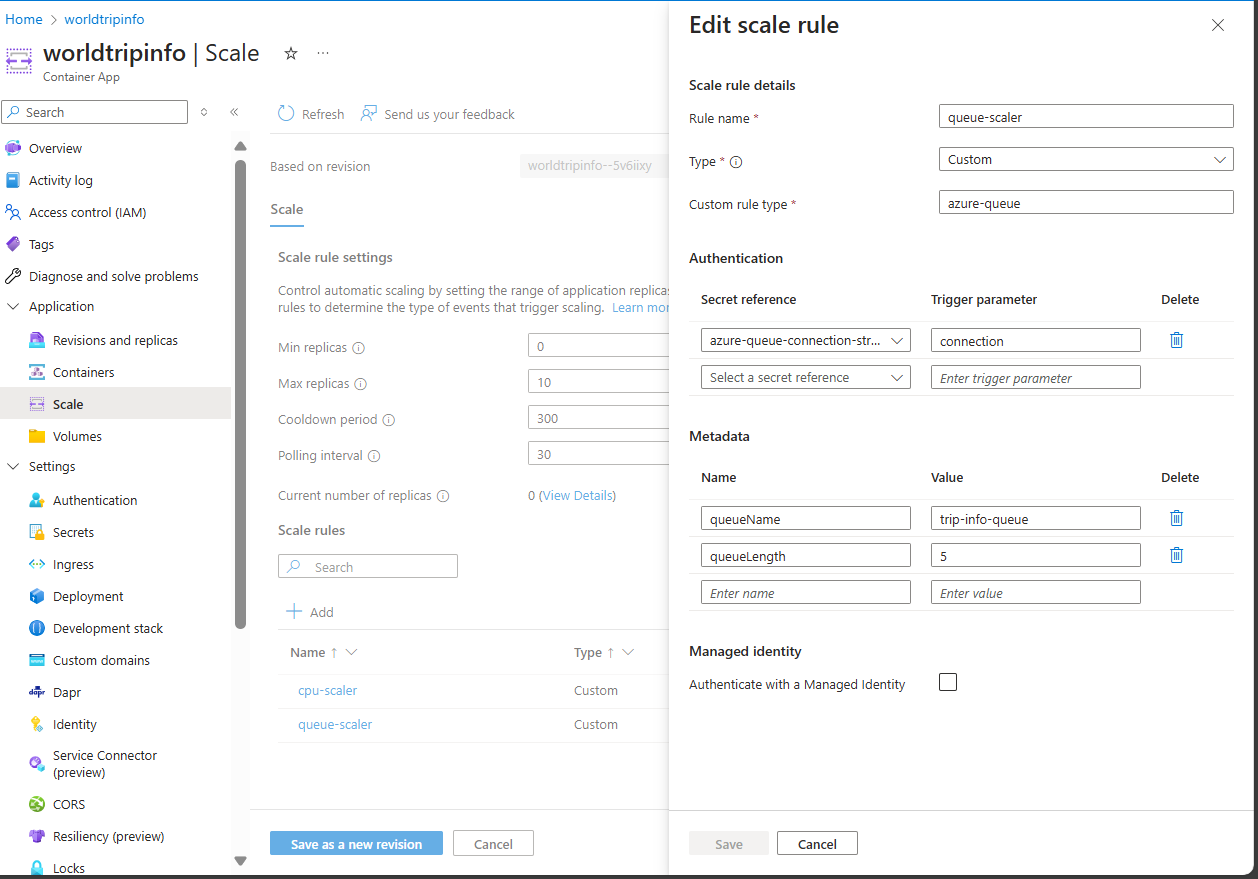 Home > worldtripinfo
worldtripinfo | Scale
Container App
Search
Overview
Activity log
Access control (IAM)
Tags
Diagnose and solve problems
Application
Revisions and replicas
Containers
Scale
Volumes
Settings
Authentication
Secrets
Ingress
Deployment
Development stack
Custom domains
Dapr
Identity
Service Connector
(preview)
CORS
Resiliency (preview)
Locks
Refresh
Send us your feedback
Based on revision
worldtripinfo--5v6iixy
Scale
Scale rule settings
Control automatic scaling by setting the range of application replicas
rules to determine the type of events that trigger scaling. Learn mor
Min replicas
0
Max replicas
10
Cooldown period
300
Polling interval
30
Current number of replicas
0 (View Details)
Scale rules
Search
Add
Name ↑ Type ↑
cpu-scaler Custom
queue-scaler Custom
Save as a new revision Cancel
Edit scale rule
Scale rule details
Rule name *
queue-scaler
Type *
Custom
Custom rule type *
azure-queue
Authentication
Secret reference Trigger parameter Delete
azure-queue-connection-str... connection
Select a secret reference Enter trigger parameter
Metadata
Name Value Delete
queueName trip-info-queue
queueLength 5
Enter name Enter value
Managed identity
Authenticate with a Managed Identity
Save Cancel